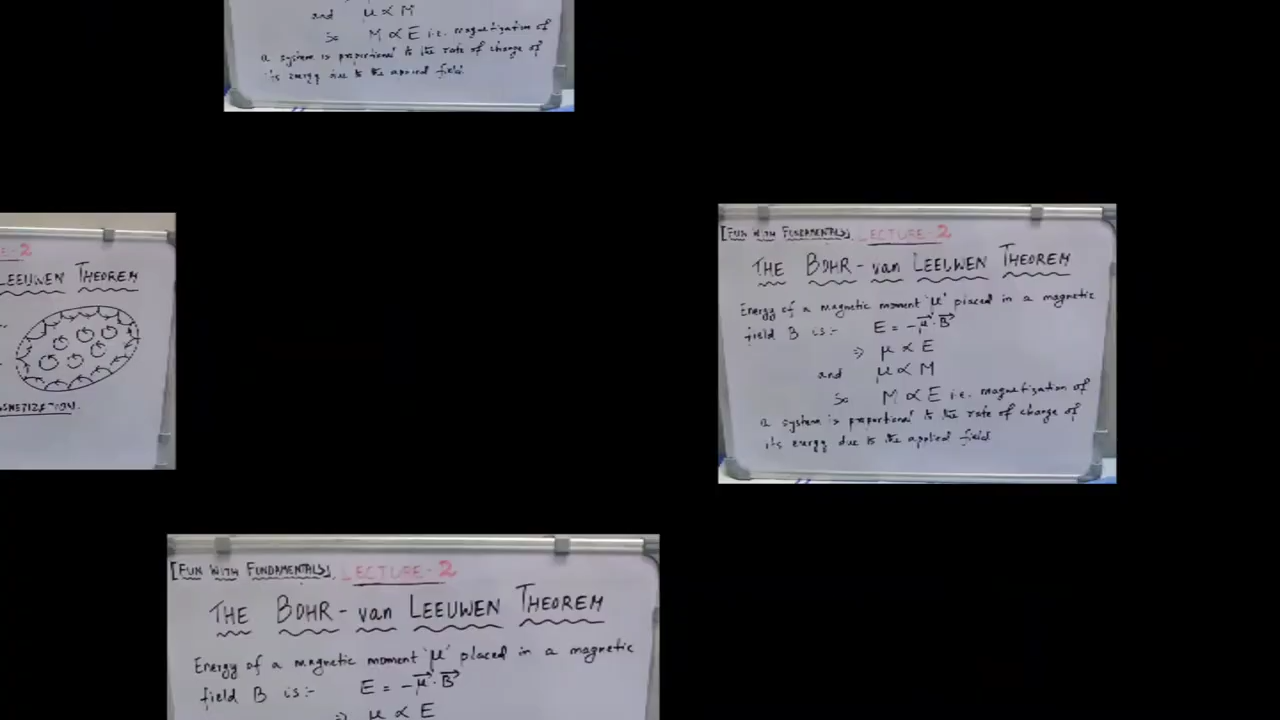 and μ ∝ M
So M ∝ E i.e. magnetization of
a system is proportional to the rate of change of
its energy due to the applied field.
E-2
LEEUWEN THEOREM
[FUN WITH FUNDAMENTALS] LECTURE-2
THE BOHR-van LEEUWEN THEOREM
Energy of a magnetic moment 'μ' placed in a magnetic
field B is:- E = -μ⃗·B⃗
⇒ μ ∝ E
and μ ∝ M
So M ∝ E i.e. magnetization of
a system is proportional to the rate of change of
its energy due to the applied field
[FUN WITH FUNDAMENTALS] LECTURE-2
THE BOHR-van LEEUWEN THEOREM
Energy of a magnetic moment 'μ' placed in a magnetic
field B is:- E = -μ⃗·B⃗
⇒ μ ∝ E